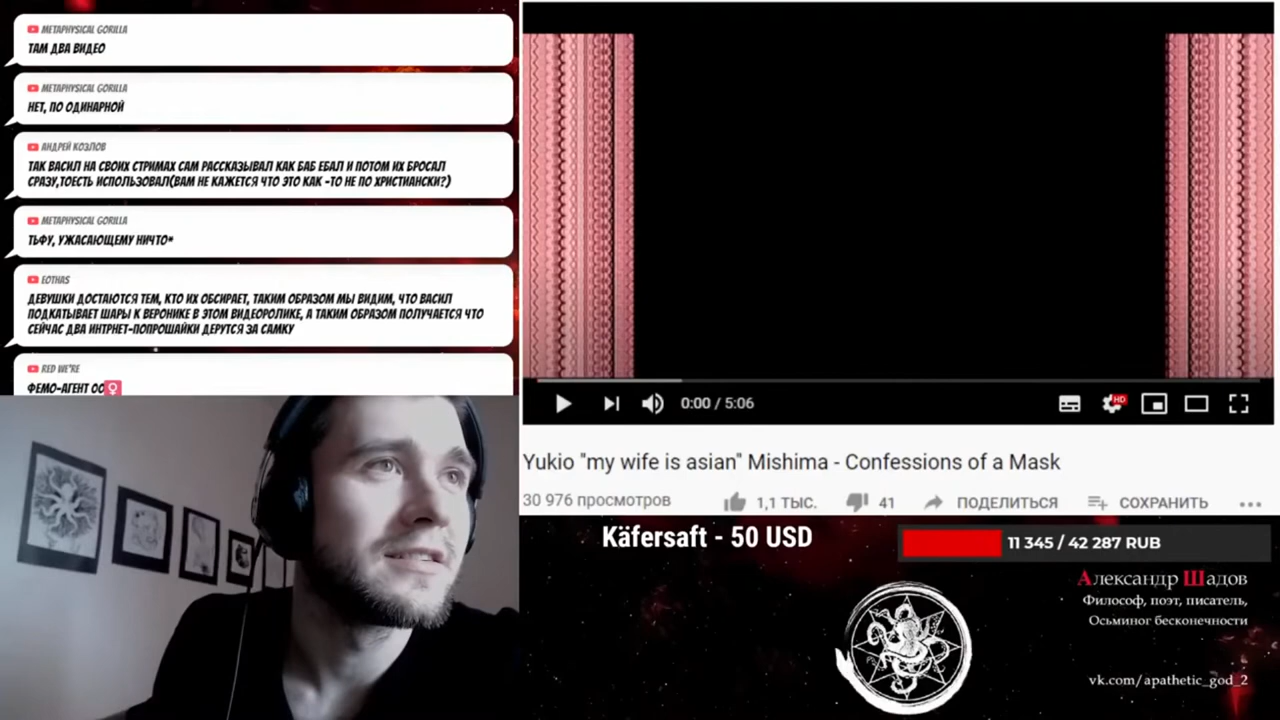 METAPHYSICAL GORILLA
ТАМ ДВА ВИДЕО
METAPHYSICAL GORILLA
НЕТ, ПО ОДИНАРНОЙ
АНДРЕЙ КОЗЛОВ
ТАК ВАСИЛ НА СВОИХ СТРИМАХ САМ РАССКАЗЫВАЛ КАК БАБ ЕБАЛ И ПОТОМ ИХ БРОСАЛ
СРАЗУ,ТОЕСТЬ ИСПОЛЬЗОВАЛ(ВАМ НЕ КАЖЕТСЯ ЧТО ЭТО КАК -ТО НЕ ПО ХРИСТИАНСКИ?)
METAPHYSICAL GORILLA
ТЬФУ, УЖАСАЮЩЕМУ НИЧТО*
EOTHAS
ДЕВУШКИ ДОСТАЮТСЯ ТЕМ, КТО ИХ ОБСИРАЕТ, ТАКИМ ОБРАЗОМ МЫ ВИДИМ, ЧТО ВАСИЛ
ПОДКАТЫВАЕТ ШАРЫ К ВЕРОНИКЕ В ЭТОМ ВИДЕОРОЛИКЕ, А ТАКИМ ОБРАЗОМ ПОЛУЧАЕТСЯ ЧТО
СЕЙЧАС ДВА ИНТРНЕТ-ПОПРОШАЙКИ ДЕРУТСЯ ЗА САМКУ
RED WE'RE
ФЕМО-АГЕНТ 00♀
0:00 / 5:06
HD
Yukio "my wife is asian" Mishima - Confessions of a Mask
30 976 просмотров
1,1 ТЫС.
41
ПОДЕЛИТЬСЯ
СОХРАНИТЬ
Käfersaft - 50 USD
11 345 / 42 287 RUB
Александр Шадов
Философ, поэт, писатель,
Осьминог бесконечности
vk.com/apathetic_god_2